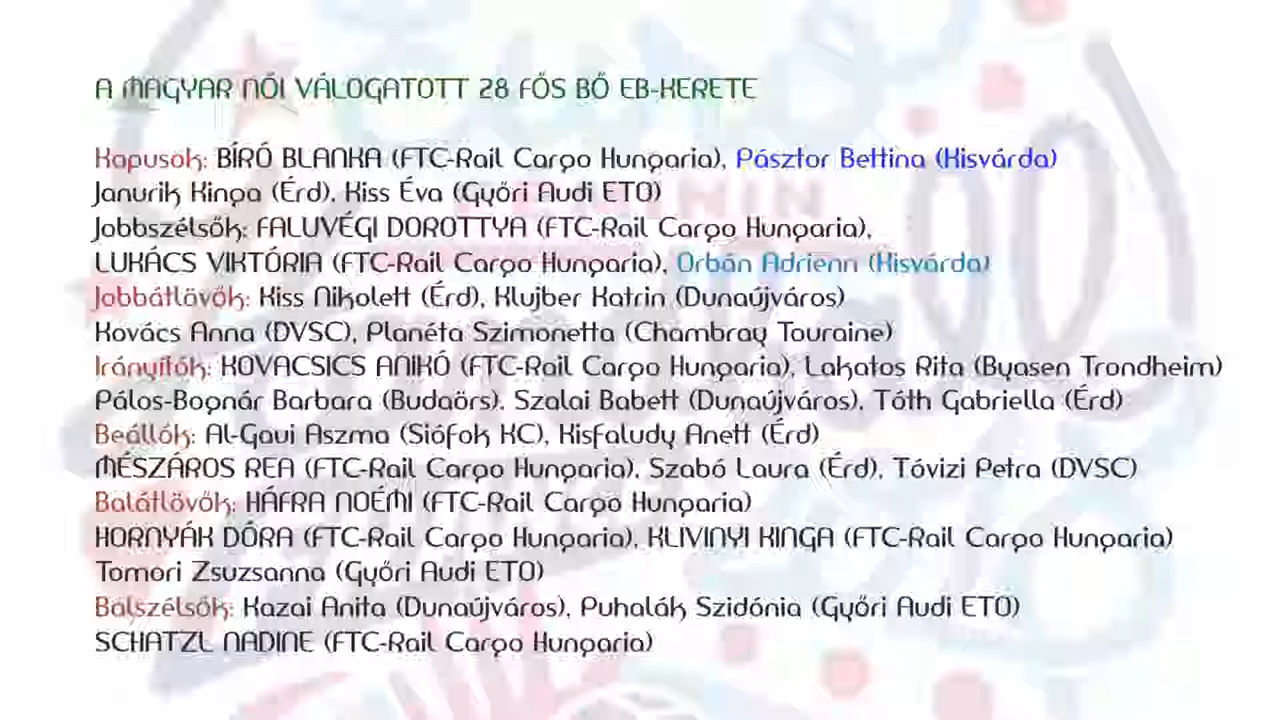 A MAGYAR NŐI VÁLOGATOTT 28 FŐS BŐ EB-KERETE
Kapusok: BÍRÓ BLANKA (FTC-Rail Cargo Hungaria), Pásztor Bettina (Kisvárda)
Janurik Kinga (Érd), Kiss Éva (Győri Audi ETO)
Jobbszélsők: FALUVÉGI DOROTTYA (FTC-Rail Cargo Hungaria),
LUKÁCS VIKTÓRIA (FTC-Rail Cargo Hungaria), Orbán Adrienn (Kisvárda)
Jobbátlövők: Kiss Nikolett (Érd), Klujber Katrin (Dunaújváros)
Kovács Anna (DVSC), Planéta Szimonetta (Chambray Touraine)
Irányítók: KOVACSICS ANIKÓ (FTC-Rail Cargo Hungaria), Lakatos Rita (Byasen Trondheim)
Pálos-Bognár Barbara (Budaörs), Szalai Babett (Dunaújváros), Tóth Gabriella (Érd)
Beállók: Al-Gaui Aszma (Siófok KC), Kisfaludy Anett (Érd)
MÉSZÁROS REA (FTC-Rail Cargo Hungaria), Szabó Laura (Érd), Tóvizi Petra (DVSC)
Balátlövők: HÁFRA NOÉMI (FTC-Rail Cargo Hungaria)
HORNYÁK DÓRA (FTC-Rail Cargo Hungaria), KLIVINYI KINGA (FTC-Rail Cargo Hungaria)
Tomori Zsuzsanna (Győri Audi ETO)
Balszélsők: Kazai Anita (Dunaújváros), Puhalák Szidónia (Győri Audi ETO)
SCHATZL NADINE (FTC-Rail Cargo Hungaria)